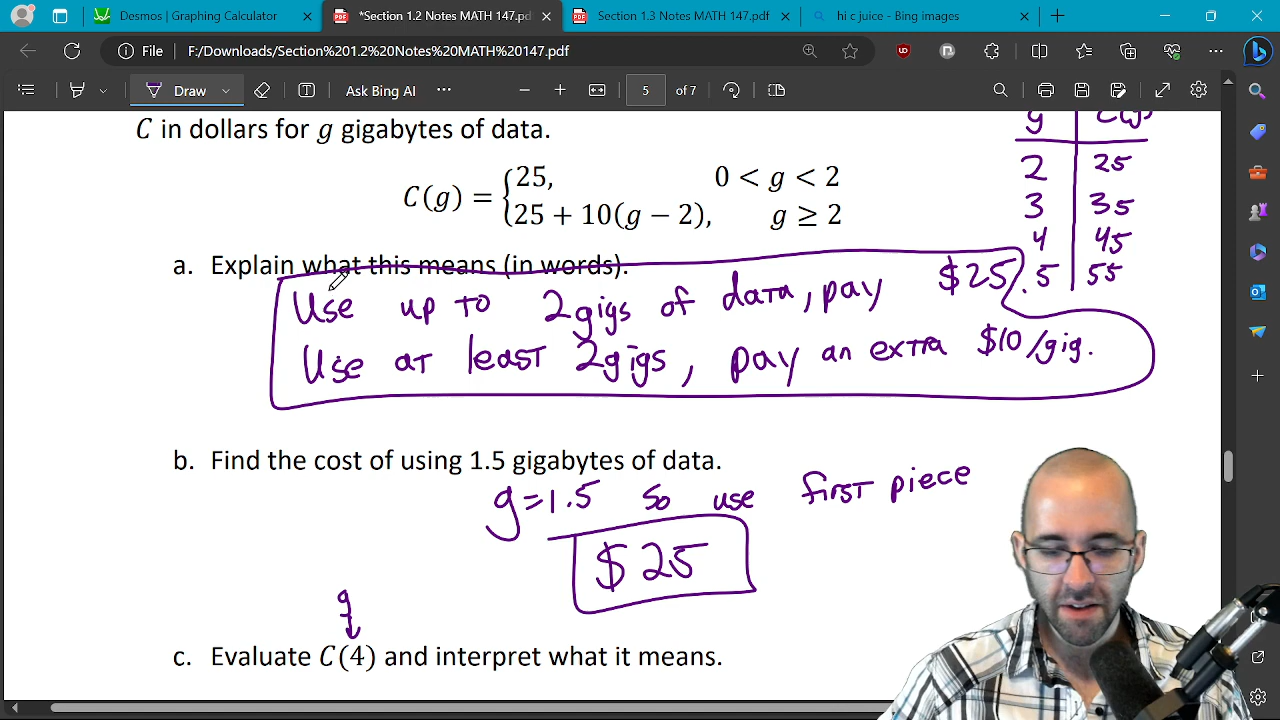 Desmos | Graphing Calculator
*Section 1.2 Notes MATH 147.pd
Section 1.3 Notes MATH 147.pdf
hi c juice - Bing images
File
F:/Downloads/Section%201.2%20Notes%20MATH%20147.pdf
Draw
Ask Bing AI
5
of 7
C in dollars for g gigabytes of data.
g C(g)
C(g) = {25, 0 < g < 2
25 + 10(g − 2), g ≥ 2
2 25
3 35
4 45
5 55
a. Explain what this means (in words).
Use up to 2 gigs of data, pay $25.
Use at least 2 gigs, pay an extra $10/gig.
b. Find the cost of using 1.5 gigabytes of data.
g=1.5 so use first piece
$25
g
c. Evaluate C(4) and interpret what it means.